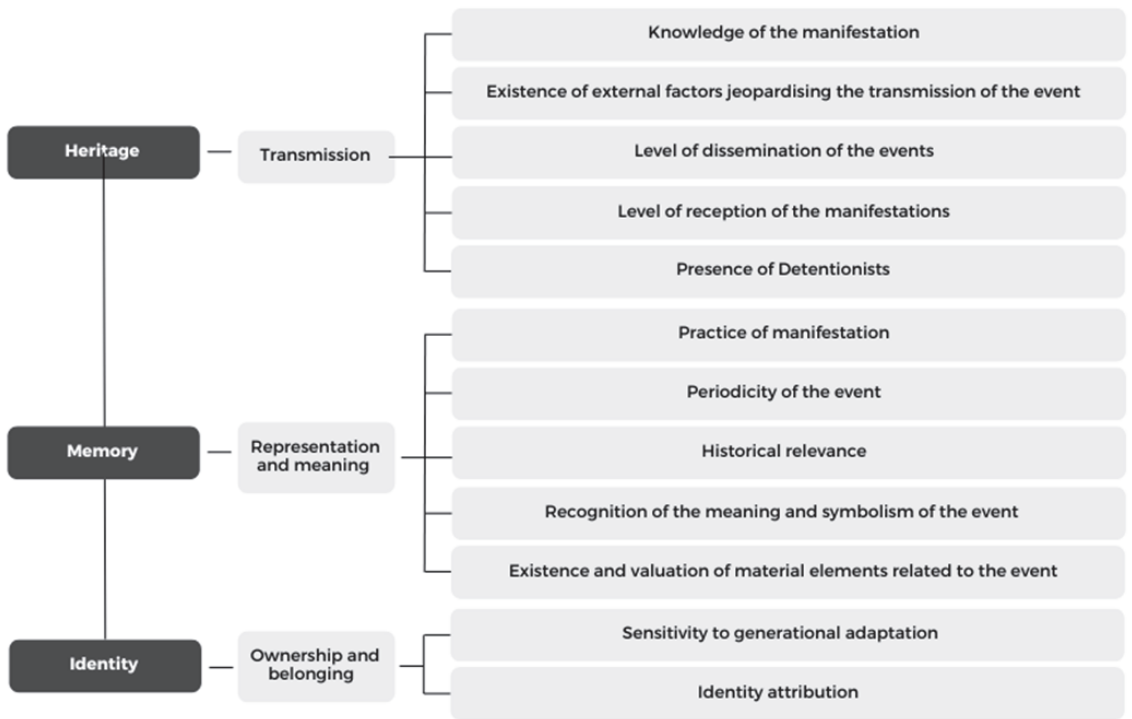 Heritage
Transmission
Knowledge of the manifestation
Existence of external factors jeopardising the transmission of the event
Level of dissemination of the events
Level of reception of the manifestations
Presence of Detentionists
Memory
Representation
and meaning
Practice of manifestation
Periodicity of the event
Historical relevance
Recognition of the meaning and symbolism of the event
Existence and valuation of material elements related to the event
Identity
Ownership and
belonging
Sensitivity to generational adaptation
Identity attribution